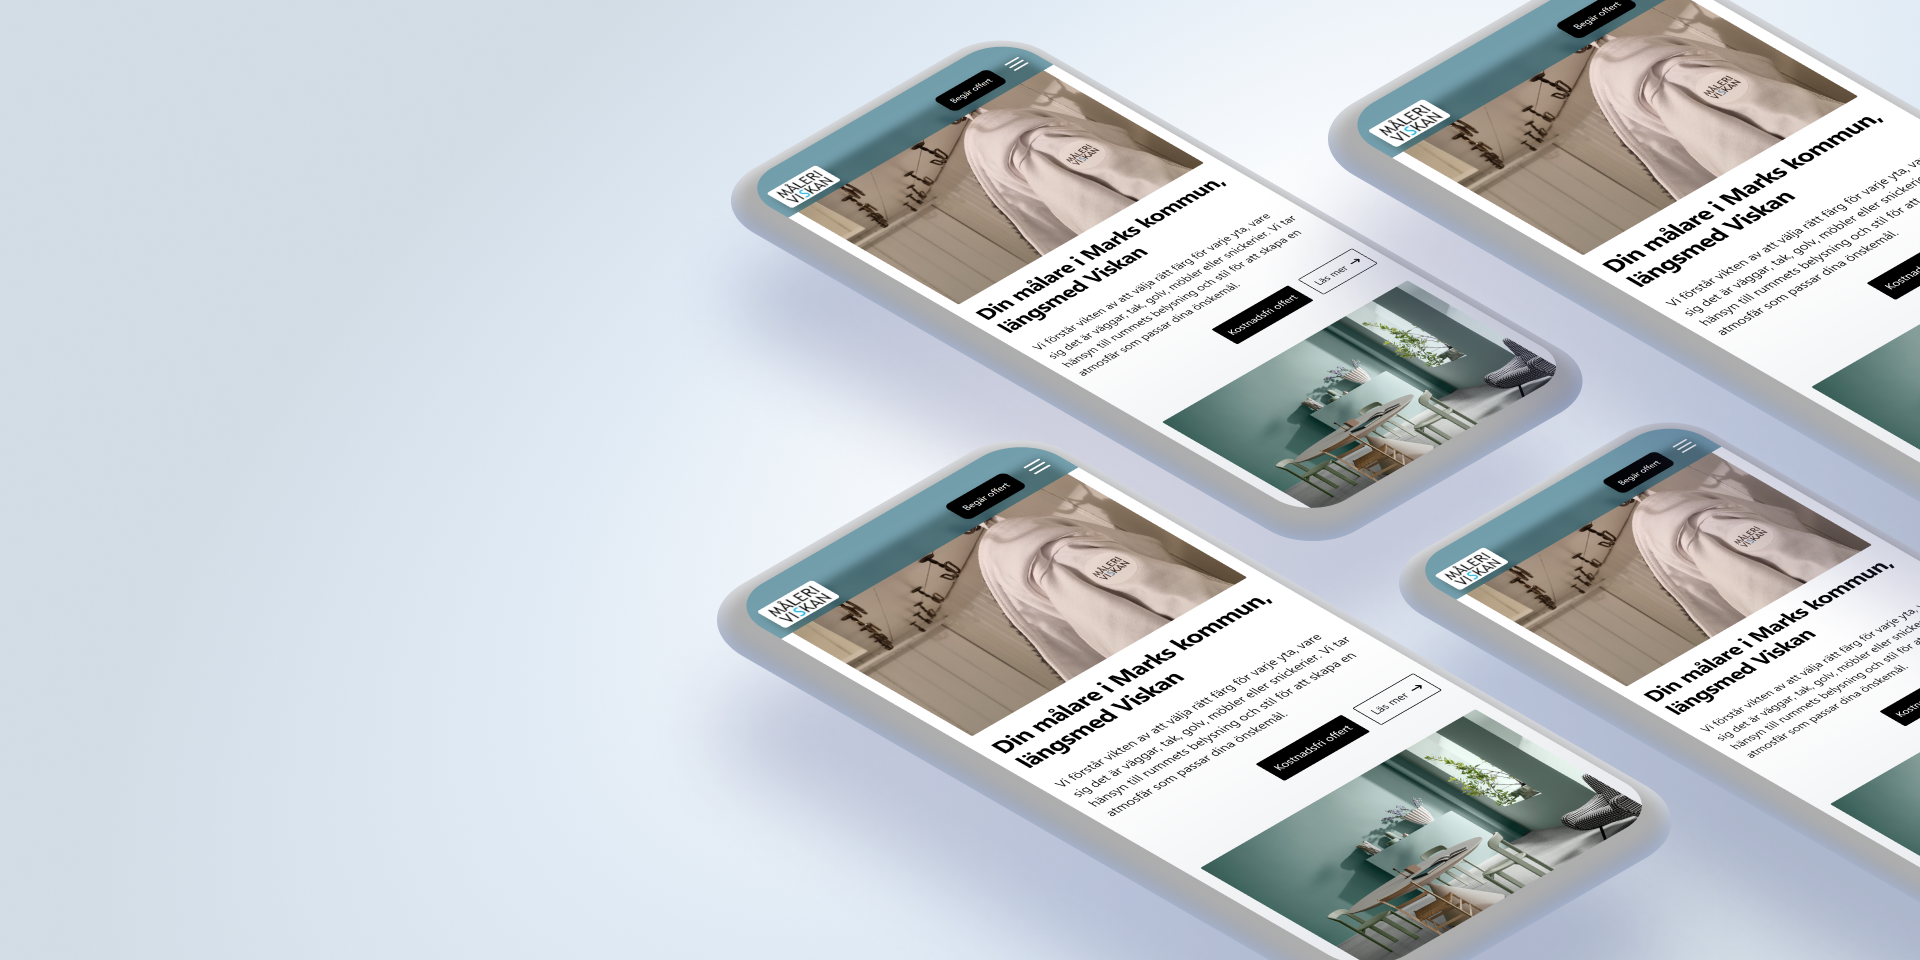 Begär offert
MÅLERI
VISKAN
MÅLERI
VISKAN
Din målare i Marks kommun,
längsmed Viskan
Vi förstår vikten av att välja rätt färg för varje yta, vare
sig det är väggar, tak, golv, möbler eller snickerier. Vi tar
hänsyn till rummets belysning och stil för att skapa en
atmosfär som passar dina önskemål.
Kostnadsfri offert
Läs mer →
Begär offert
MÅLERI
VISKAN
MÅLERI
VISKAN
Din målare i Marks kommun,
längsmed Viskan
Vi förstår vikten av att välja rätt färg för varje yta, va
sig det är väggar, tak, golv, möbler eller snickerie
hänsyn till rummets belysning och stil för att
atmosfär som passar dina önskemål.
Kostnad
Begär offert
MÅLERI
VISKAN
MÅLERI
VISKAN
Din målare i Marks kommun,
längsmed Viskan
Vi förstår vikten av att välja rätt färg för varje yta, vare
sig det är väggar, tak, golv, möbler eller snickerier. Vi tar
hänsyn till rummets belysning och stil för att skapa en
atmosfär som passar dina önskemål.
Kostnadsfri offert
Läs mer →
Begär offert
MÅLERI
VISKAN
MÅLERI
VISKAN
Din målare i Marks kommun,
längsmed Viskan
Vi förstår vikten av att välja rätt färg för varje yta, v
sig det är väggar, tak, golv, möbler eller snicke
hänsyn till rummets belysning och stil för a
atmosfär som passar dina önskemål.
Kostn